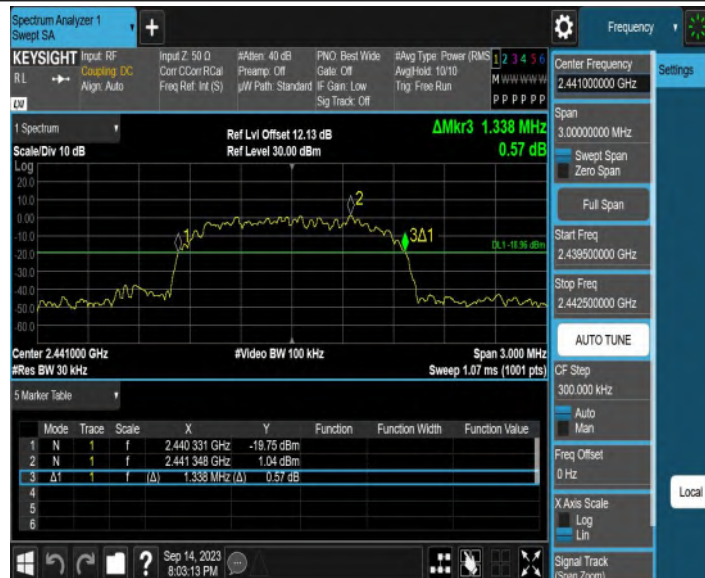 Spectrum Analyzer 1
Swept SA
+
Frequency
KEYSIGHT
RL
LXI
Input: RF
Coupling: DC
Align: Auto
Input Z: 50 Ω
Corr CCorr RCal
Freq Ref: Int (S)
#Atten: 40 dB
Preamp: Off
µW Path: Standard
PNO: Best Wide
Gate: Off
IF Gain: Low
Sig Track: Off
#Avg Type: Power (RMS
Avg|Hold: 10/10
Trig: Free Run
1 2 3 4 5 6
M W W W W W
P P P P P P
Center Frequency
2.441000000 GHz
Settings
Span
3.00000000 MHz
Swept Span
Zero Span
Full Span
Start Freq
2.439500000 GHz
Stop Freq
2.442500000 GHz
AUTO TUNE
CF Step
300.000 kHz
Auto
Man
Freq Offset
0 Hz
X Axis Scale
Log
Lin
Signal Track
(Span Zoom)
Local
1 Spectrum
Scale/Div 10 dB
Ref Lvl Offset 12.13 dB
Ref Level 30.00 dBm
ΔMkr3 1.338 MHz
0.57 dB
Log
20.0
10.0
0.00
-10.0
-20.0
-30.0
-40.0
-50.0
-60.0
1
2
3Δ1
DL1 -18.96 dBm
Center 2.441000 GHz
#Video BW 100 kHz
Span 3.000 MHz
#Res BW 30 kHz
Sweep 1.07 ms (1001 pts)
5 Marker Table
Mode Trace Scale X Y Function Function Width Function Value
1 N 1 f 2.440 331 GHz -19.75 dBm
2 N 1 f 2.441 348 GHz 1.04 dBm
3 Δ1 1 f (Δ) 1.338 MHz (Δ) 0.57 dB
4
5
6
?
Sep 14, 2023
8:03:13 PM